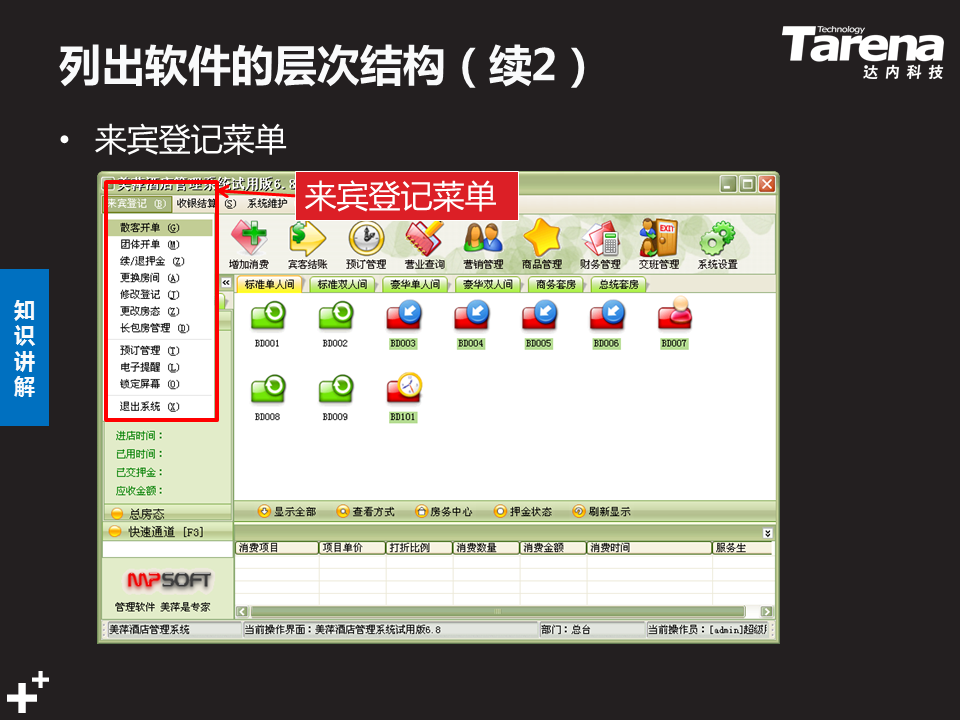 列出软件的层次结构（续2）
Technology
Tarena
达内科技
• 来宾登记菜单
知识讲解
美萍酒店管理系统试用版6.8
来宾登记菜单
来宾登记 (B) 收银结算 (S) 系统维护
散客开单 (G)
团体开单 (M)
续/退押金 (Z)
更换房间 (A)
修改登记 (T)
更改房态 (Z)
长包房管理 (D)
预订管理 (T)
电子提醒 (L)
锁定屏幕 (O)
退出系统 (X)
增加消费 宾客结账 预订管理 营业查询 营销管理 商品管理 财务管理 交班管理 系统设置
EXIT
标准单人间 标准双人间 豪华单人间 豪华双人间 商务套房 总统套房
BD001 BD002 BD003 BD004 BD005 BD006 BD007
BD008 BD009 BD101
进店时间：
已用时间：
已交押金：
应收金额：
总房态
快速通道 [F3]
显示全部 查看方式 房务中心 押金状态 刷新显示
消费项目 项目单价 打折比例 消费数量 消费金额 消费时间 服务生
MPSOFT
管理软件 美萍是专家
美萍酒店管理系统 当前操作界面：美萍酒店管理系统试用版6.8 部门：总台 当前操作员：[admin]超级